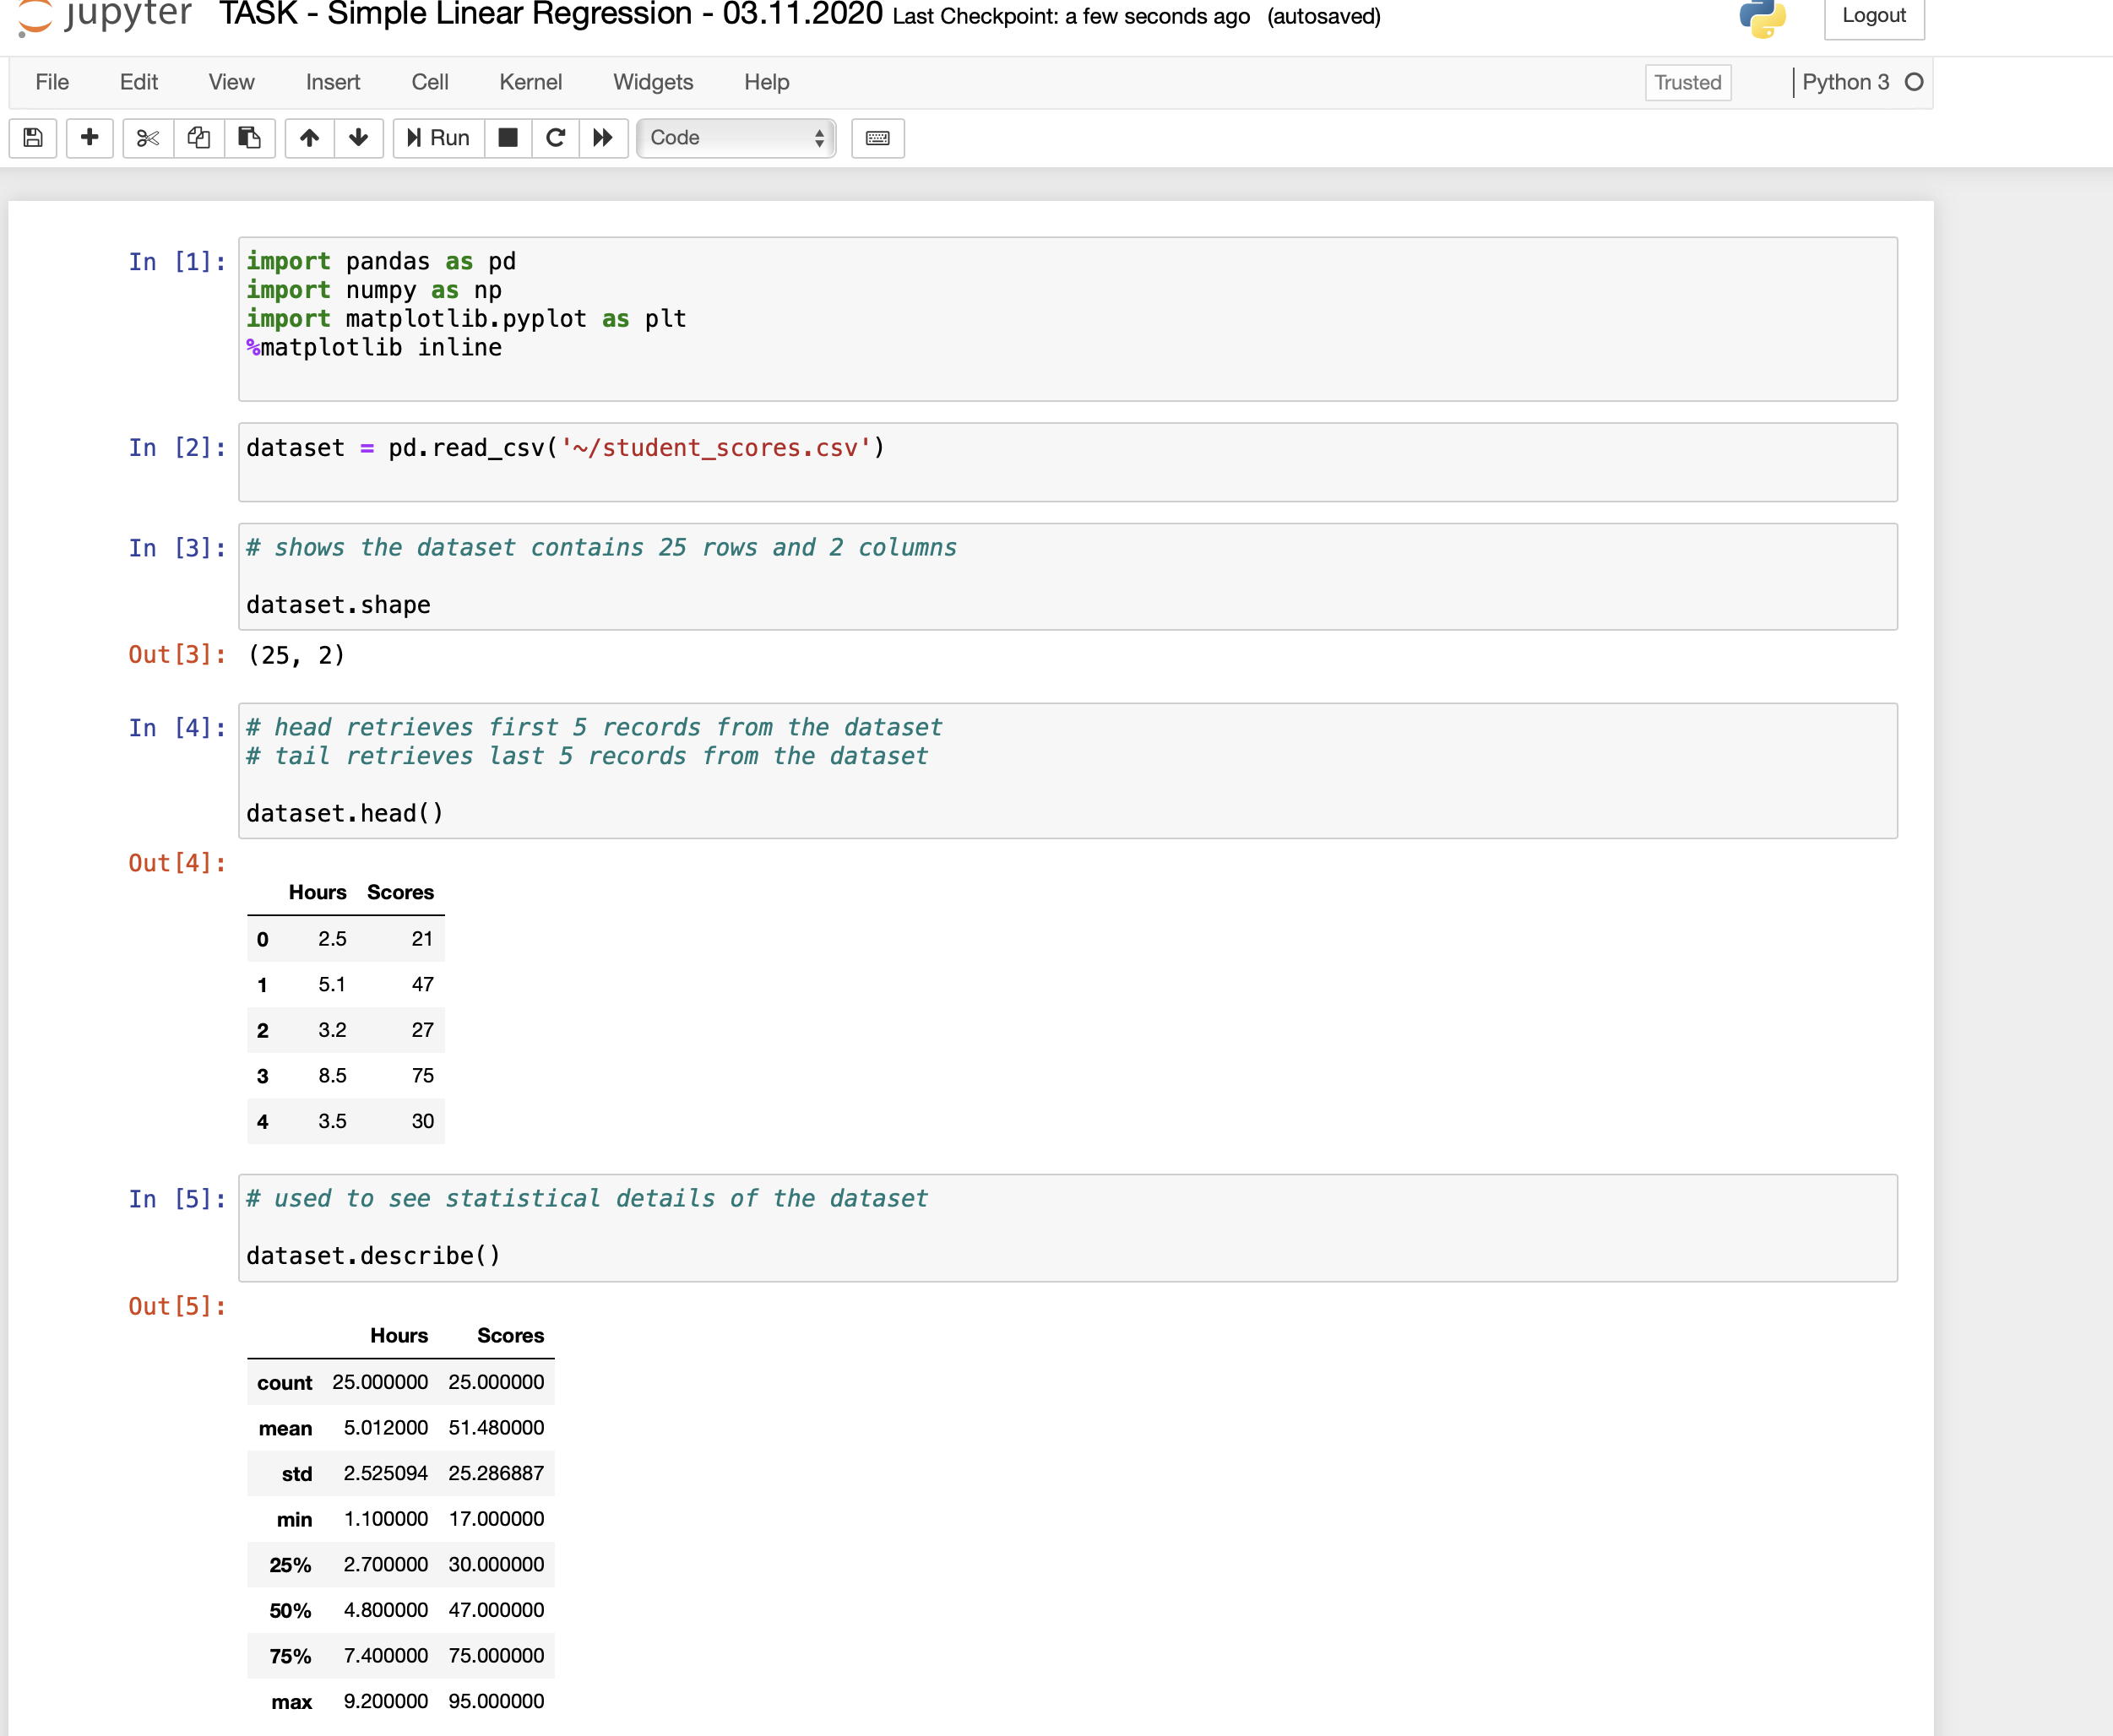 jupyter TASK - Simple Linear Regression - 03.11.2020 Last Checkpoint: a few seconds ago (autosaved) Logout
File Edit View Insert Cell Kernel Widgets Help Trusted Python 3
Run Code
In [1]: import pandas as pd
import numpy as np
import matplotlib.pyplot as plt
%matplotlib inline
In [2]: dataset = pd.read_csv('~/student_scores.csv')
In [3]: # shows the dataset contains 25 rows and 2 columns
dataset.shape
Out[3]: (25, 2)
In [4]: # head retrieves first 5 records from the dataset
# tail retrieves last 5 records from the dataset
dataset.head()
Out[4]:
Hours Scores
0 2.5 21
1 5.1 47
2 3.2 27
3 8.5 75
4 3.5 30
In [5]: # used to see statistical details of the dataset
dataset.describe()
Out[5]:
Hours Scores
count 25.000000 25.000000
mean 5.012000 51.480000
std 2.525094 25.286887
min 1.100000 17.000000
25% 2.700000 30.000000
50% 4.800000 47.000000
75% 7.400000 75.000000
max 9.200000 95.000000